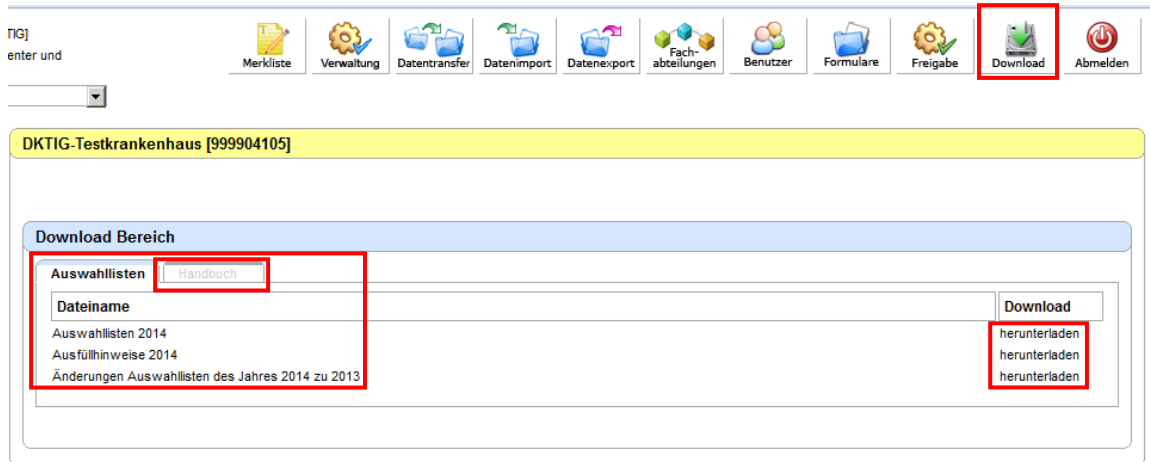 TIG]
enter und
Merkliste
Verwaltung
Datentransfer
Datenimport
Datenexport
Fach-
abteilungen
Benutzer
Formulare
Freigabe
Download
Abmelden
DKTIG-Testkrankenhaus [999904105]
Download Bereich
Auswahllisten Handbuch
Dateiname Download
Auswahllisten 2014 herunterladen
Ausfüllhinweise 2014 herunterladen
Änderungen Auswahllisten des Jahres 2014 zu 2013 herunterladen